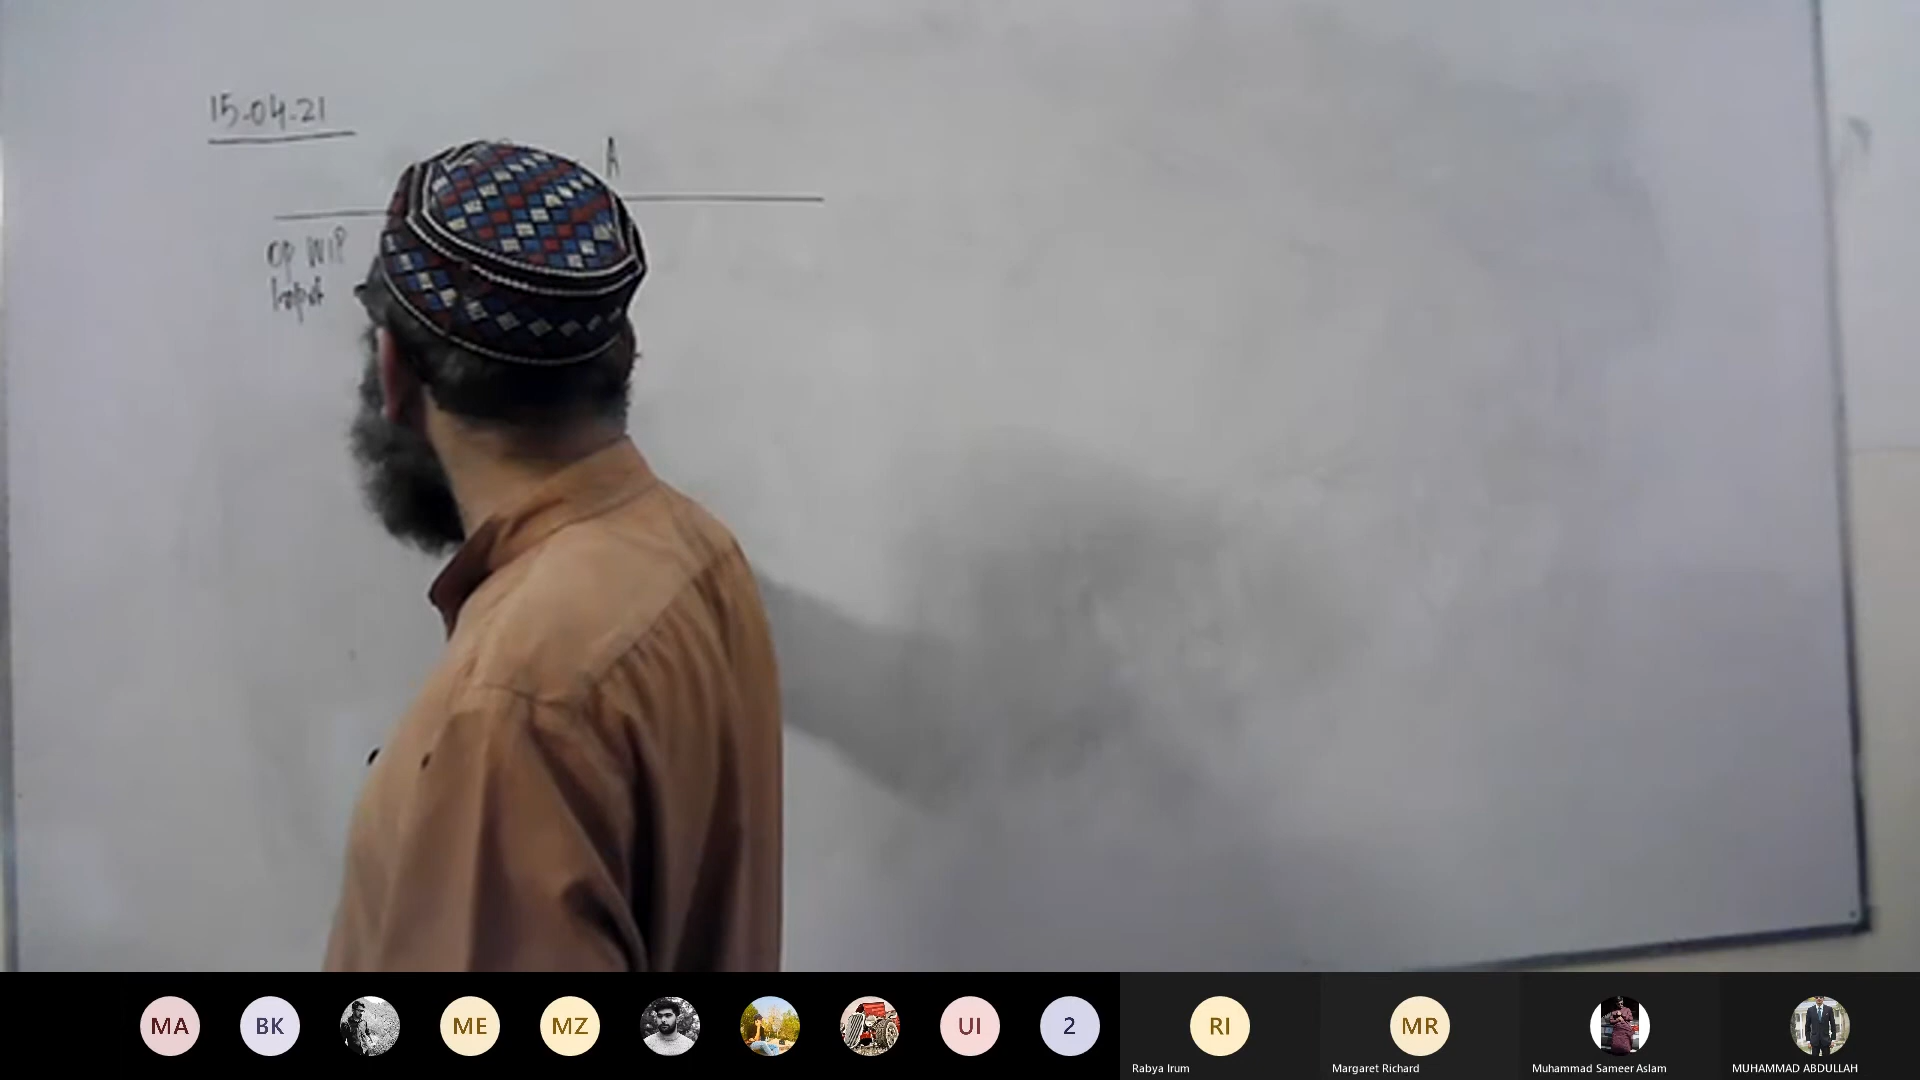 15-04-21
A
OP WIP
Input
MA BK ME MZ UI 2 RI MR
Rabya Irum Margaret Richard Muhammad Sameer Aslam MUHAMMAD ABDULLAH